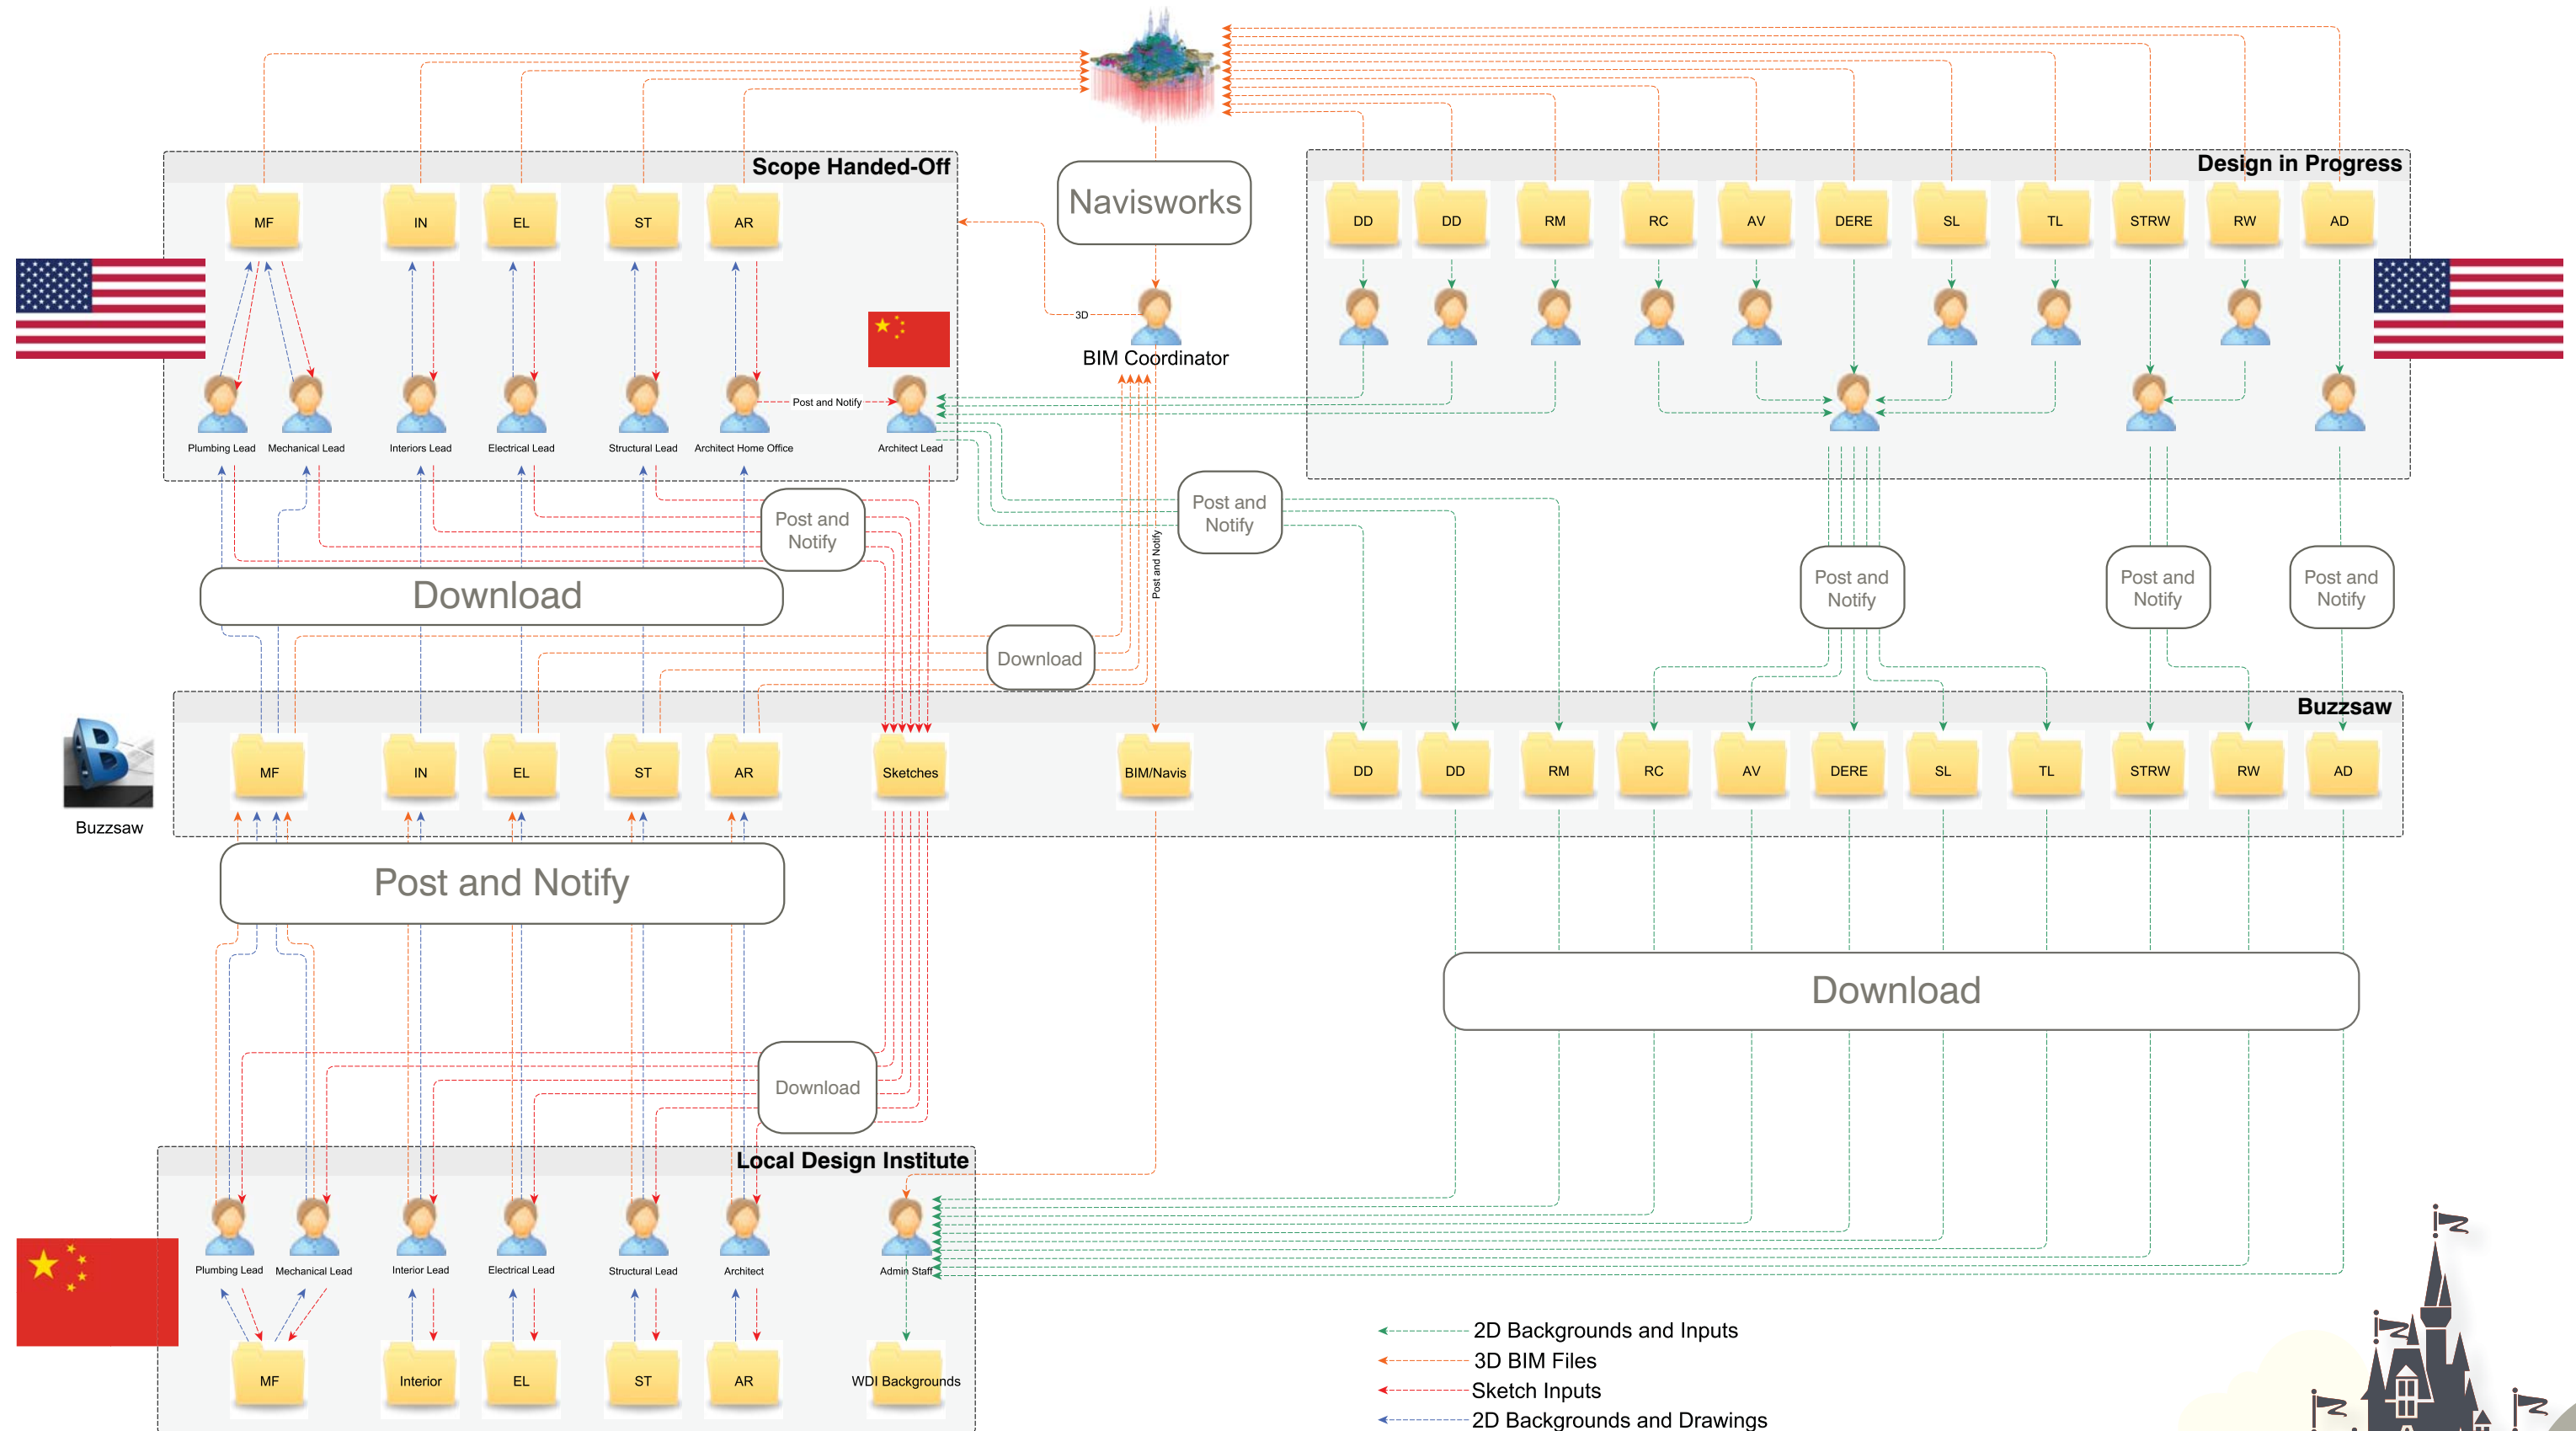 Scope Handed-Off
Navisworks
Design in Progress
MF
IN
EL
ST
AR
DD
DD
RM
RC
AV
DERE
SL
TL
STRW
RW
AD
3D
BIM Coordinator
Post and Notify
Plumbing Lead
Mechanical Lead
Interiors Lead
Electrical Lead
Structural Lead
Architect Home Office
Architect Lead
Post and
Notify
Post and
Notify
Post and Notify
Download
Post and
Notify
Post and
Notify
Post and
Notify
Download
Buzzsaw
MF
IN
EL
ST
AR
Sketches
BIM/Navis
DD
DD
RM
RC
AV
DERE
SL
TL
STRW
RW
AD
Buzzsaw
Post and Notify
Download
Download
Local Design Institute
Plumbing Lead
Mechanical Lead
Interior Lead
Electrical Lead
Structural Lead
Architect
Admin Staff
MF
Interior
EL
ST
AR
WDI Backgrounds
2D Backgrounds and Inputs
3D BIM Files
Sketch Inputs
2D Backgrounds and Drawings